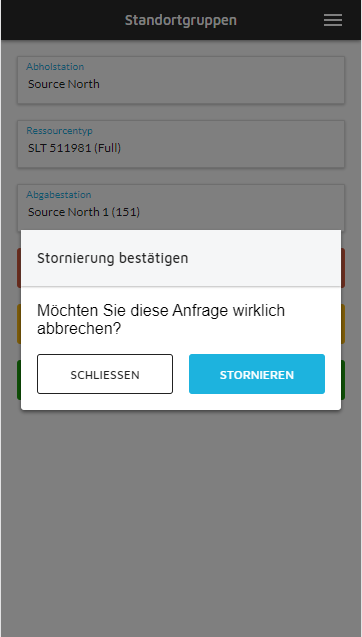 Standortgruppen
Abholstation
Source North
Ressourcentyp
SLT 511981 (Full)
Abgabestation
Source North 1 (151)
Stornierung bestätigen
Möchten Sie diese Anfrage wirklich
abbrechen?
SCHLIESSEN STORNIEREN